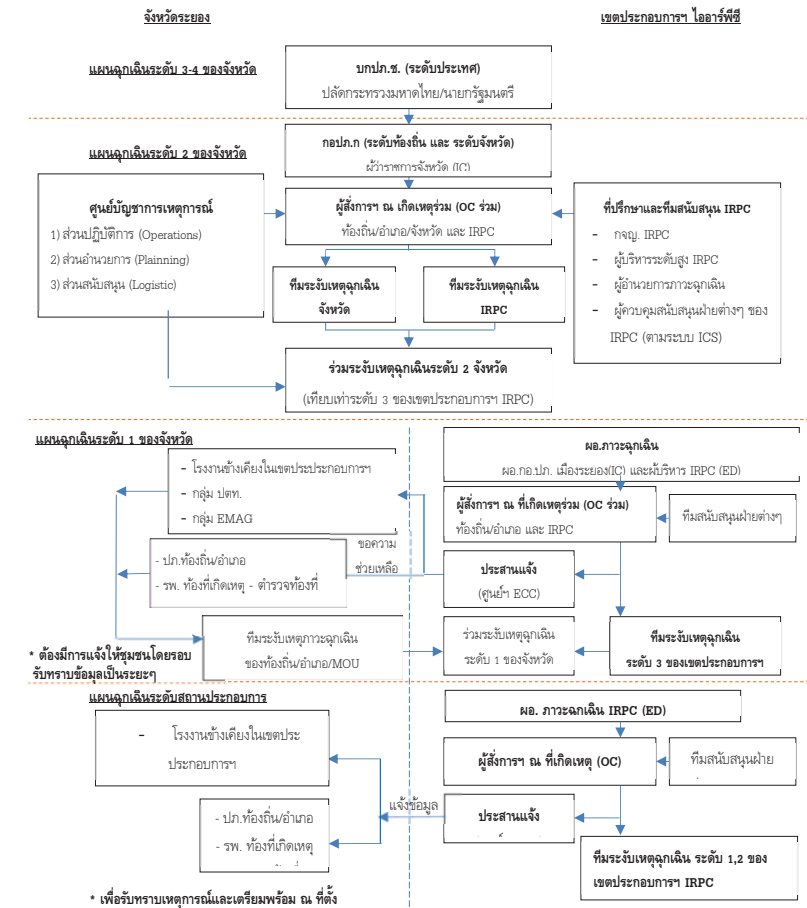 จังหวัดระยอง
เขตประกอบการฯ ไออาร์พีซี
แผนฉุกเฉินระดับ 3-4 ของจังหวัด
บกปภ.ช. (ระดับประเทศ)
ปลัดกระทรวงมหาดไทย/นายกรัฐมนตรี
แผนฉุกเฉินระดับ 2 ของจังหวัด
กอปภ.ก (ระดับท้องถิ่น และ ระดับจังหวัด)
ผู้ว่าราชการจังหวัด (IC)
ศูนย์บัญชาการเหตุการณ์
1) ส่วนปฏิบัติการ (Operations)
2) ส่วนอำนวยการ (Plainning)
3) ส่วนสนับสนุน (Logistic)
ผู้สั่งการฯ ณ เกิดเหตุร่วม (OC ร่วม)
ท้องถิ่น/อำเภอ/จังหวัด และ IRPC
ที่ปรึกษาและทีมสนับสนุน IRPC
- กจญ. IRPC
- ผู้บริหารระดับสูง IRPC
- ผู้อำนวยการภาวะฉุกเฉิน
- ผู้ควบคุมสนับสนุนฝ่ายต่างๆ ของ
IRPC (ตามระบบ ICS)
ทีมระงับเหตุฉุกเฉิน
จังหวัด
ทีมระงับเหตุฉุกเฉิน
IRPC
ร่วมระงับเหตุฉุกเฉินระดับ 2 จังหวัด
(เทียบเท่าระดับ 3 ของเขตประกอบการฯ IRPC)
แผนฉุกเฉินระดับ 1 ของจังหวัด
ผอ.ภาวะฉุกเฉิน
ผอ.กอ.ปภ. เมืองระยอง(IC) และผู้บริหาร IRPC (ED)
- โรงงานข้างเคียงในเขตประประกอบการฯ
- กลุ่ม ปตท.
- กลุ่ม EMAG
ผู้สั่งการฯ ณ ที่เกิดเหตุร่วม (OC ร่วม)
ท้องถิ่น/อำเภอ และ IRPC
ทีมสนับสนุนฝ่ายต่างๆ
ขอความ
ช่วยเหลือ
- ปภ.ท้องถิ่น/อำเภอ
- รพ. ท้องที่เกิดเหตุ - ตำรวจท้องที่
ประสานแจ้ง
(ศูนย์ฯ ECC)
ทีมระงับเหตุภาวะฉุกเฉิน
ของท้องถิ่น/อำเภอ/MOU
ร่วมระงับเหตุฉุกเฉิน
ระดับ 1 ของจังหวัด
ทีมระงับเหตุฉุกเฉิน
ระดับ 3 ของเขตประกอบการฯ
* ต้องมีการแจ้งให้ชุมชนโดยรอบ
รับทราบข้อมูลเป็นระยะๆ
แผนฉุกเฉินระดับสถานประกอบการ
ผอ. ภาวะฉุกเฉิน IRPC (ED)
- โรงงานข้างเคียงในเขตประ
ประกอบการฯ
ผู้สั่งการฯ ณ ที่เกิดเหตุ (OC)
ทีมสนับสนุนฝ่าย
แจ้งข้อมูล
ประสานแจ้ง
- ปภ.ท้องถิ่น/อำเภอ
- รพ. ท้องที่เกิดเหตุ
ทีมระงับเหตุฉุกเฉิน ระดับ 1,2 ของ
เขตประกอบการฯ IRPC
* เพื่อรับทราบเหตุการณ์และเตรียมพร้อม ณ ที่ตั้ง